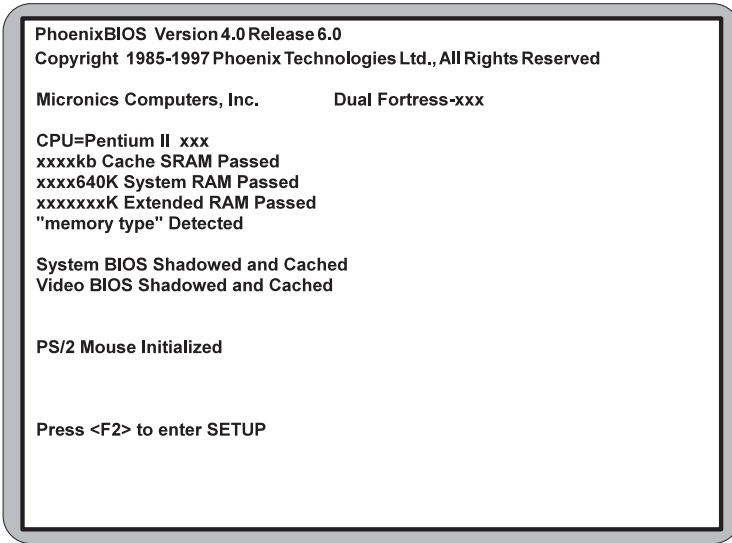 PhoenixBIOS Version 4.0 Release 6.0
Copyright 1985-1997 Phoenix Technologies Ltd., All Rights Reserved
Micronics Computers, Inc. Dual Fortress-xxx
CPU=Pentium II xxx
xxxxkb Cache SRAM Passed
xxxx640K System RAM Passed
xxxxxxxK Extended RAM Passed
"memory type" Detected
System BIOS Shadowed and Cached
Video BIOS Shadowed and Cached
PS/2 Mouse Initialized
Press <F2> to enter SETUP